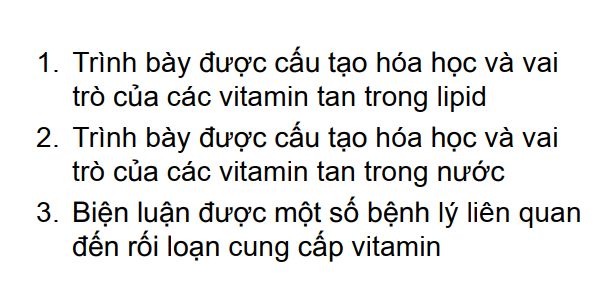 1. Trình bày được cấu tạo hóa học và vai
trò của các vitamin tan trong lipid
2. Trình bày được cấu tạo hóa học và vai
trò của các vitamin tan trong nước
3. Biện luận được một số bệnh lý liên quan
đến rối loạn cung cấp vitamin